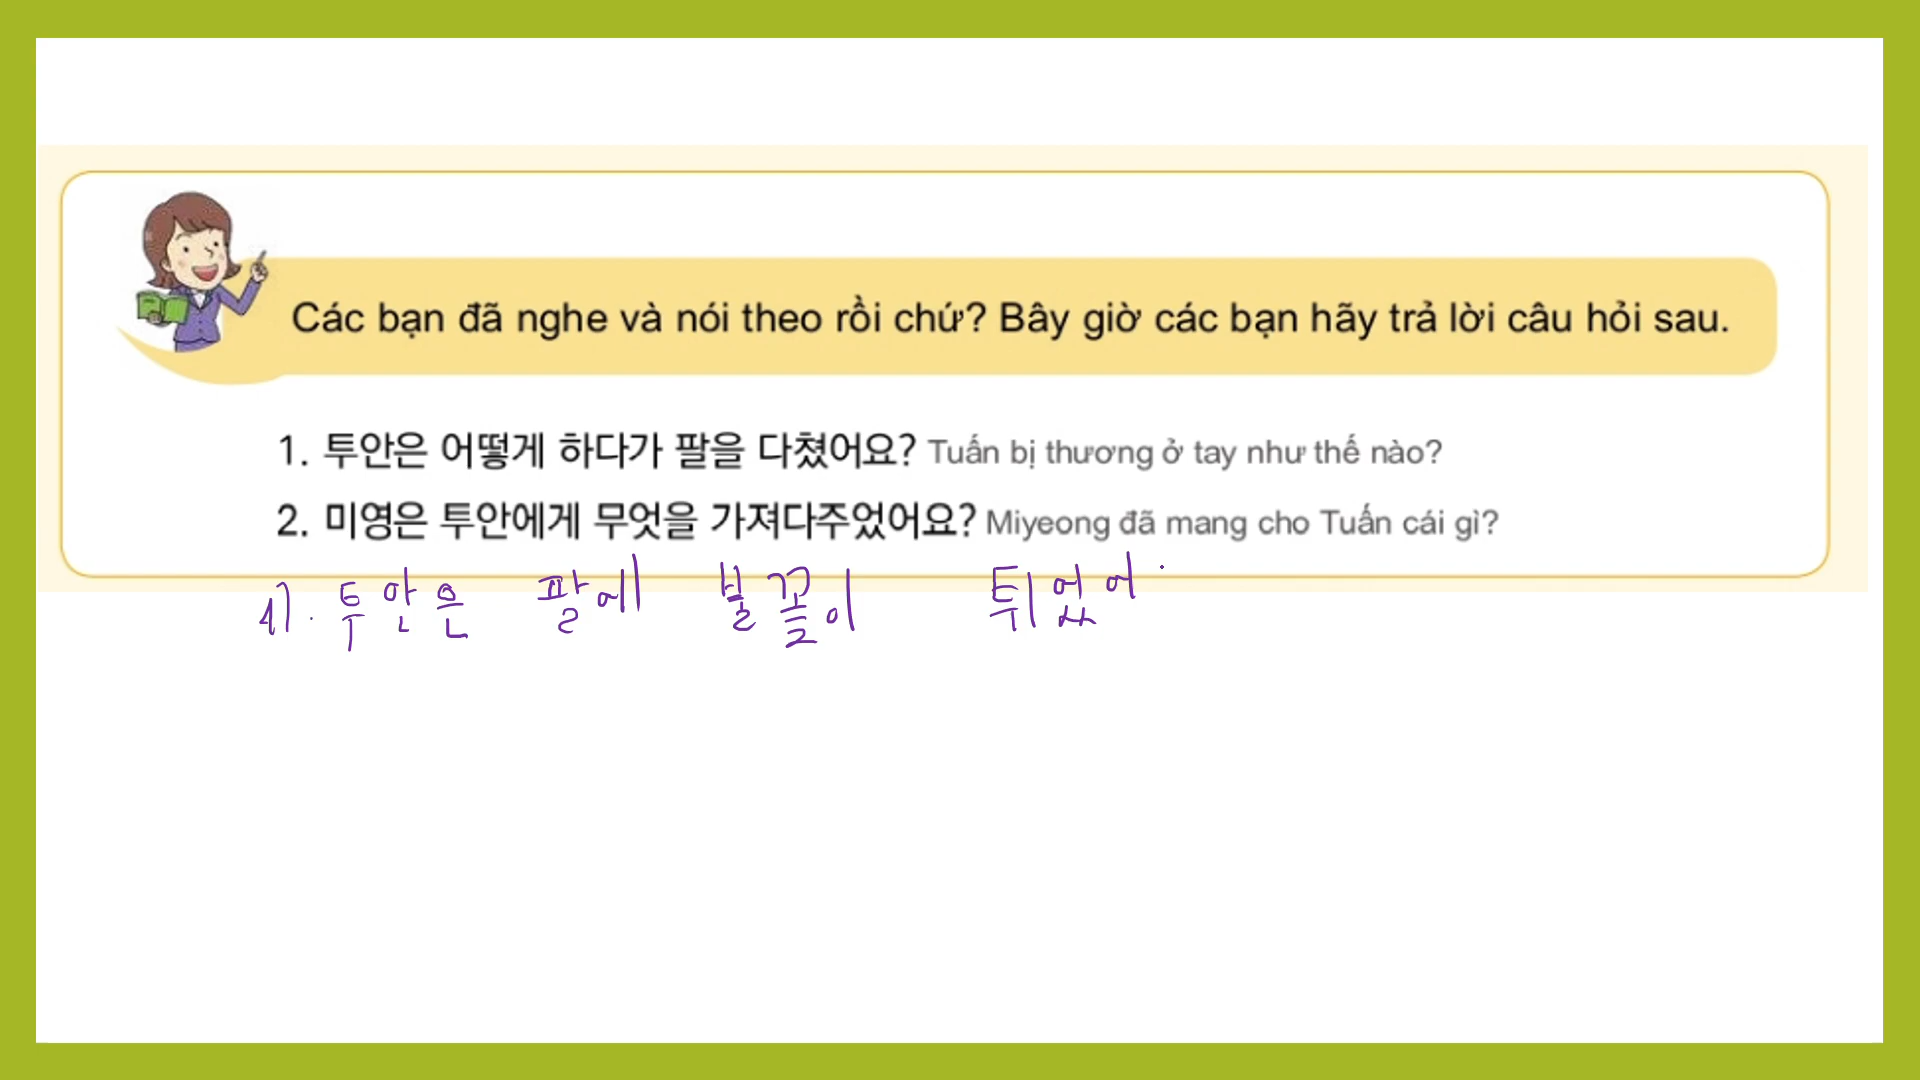 Các bạn đã nghe và nói theo rồi chứ? Bây giờ các bạn hãy trả lời câu hỏi sau.
1. 투안은 어떻게 하다가 팔을 다쳤어요? Tuấn bị thương ở tay như thế nào?
2. 미영은 투안에게 무엇을 가져다주었어요? Miyeong đã mang cho Tuấn cái gì?
1). 투안은 팔에 불꼴이 튀었어